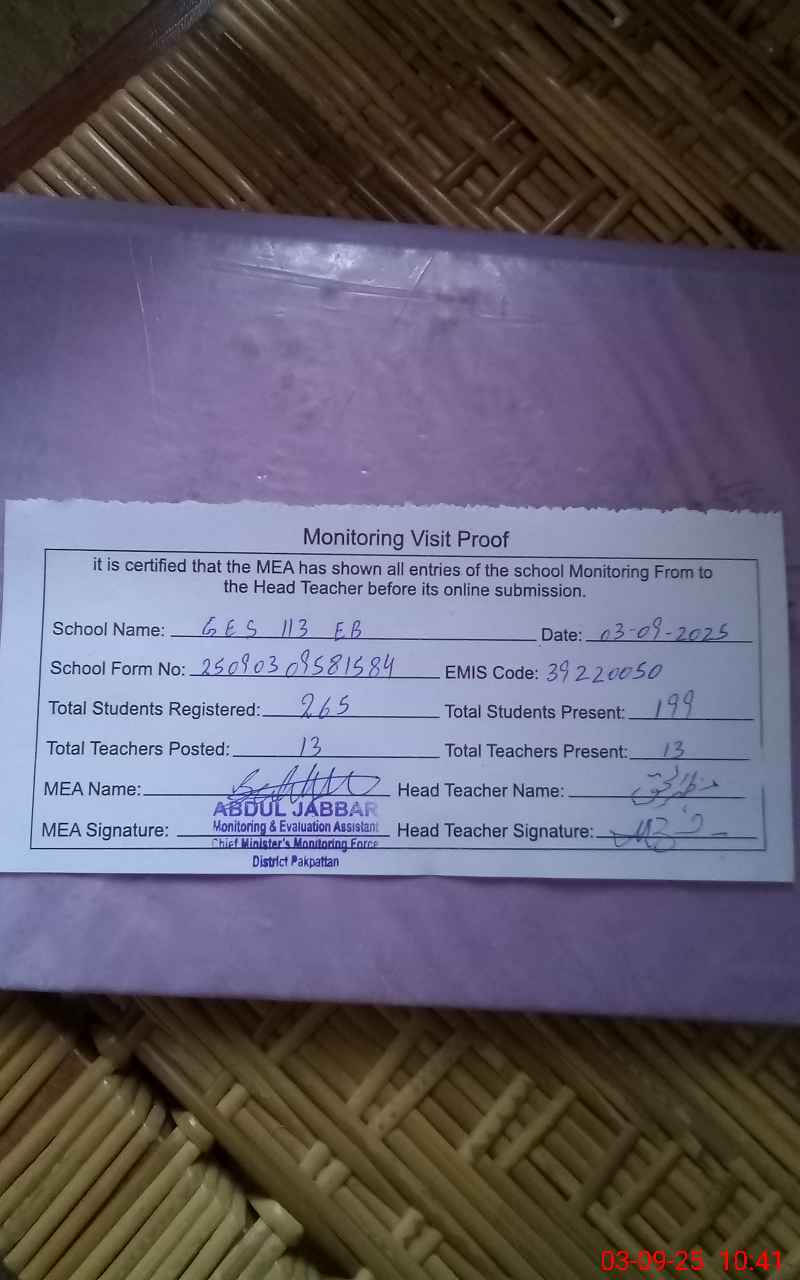 Monitoring Visit Proof
it is certified that the MEA has shown all entries of the school Monitoring From to
the Head Teacher before its online submission.
School Name: GES 113 EB Date: 03-09-2025
School Form No: 25090309581584 EMIS Code: 39220050
Total Students Registered: 265 Total Students Present: 199
Total Teachers Posted: 13 Total Teachers Present: 13
MEA Name: Head Teacher Name:
ABDUL JABBAR
Monitoring & Evaluation Assistant
MEA Signature: Head Teacher Signature:
Chief Minister's Monitoring Force
District Pakpattan
03-09-25 10:41